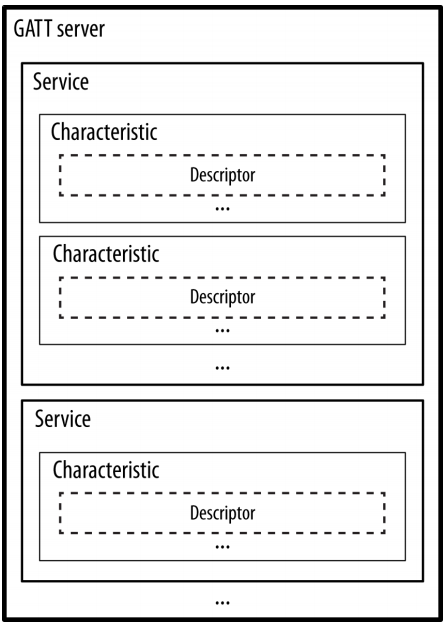 GATT server
Service
Characteristic
Descriptor
...
Characteristic
Descriptor
...
...
Service
Characteristic
Descriptor
...
...